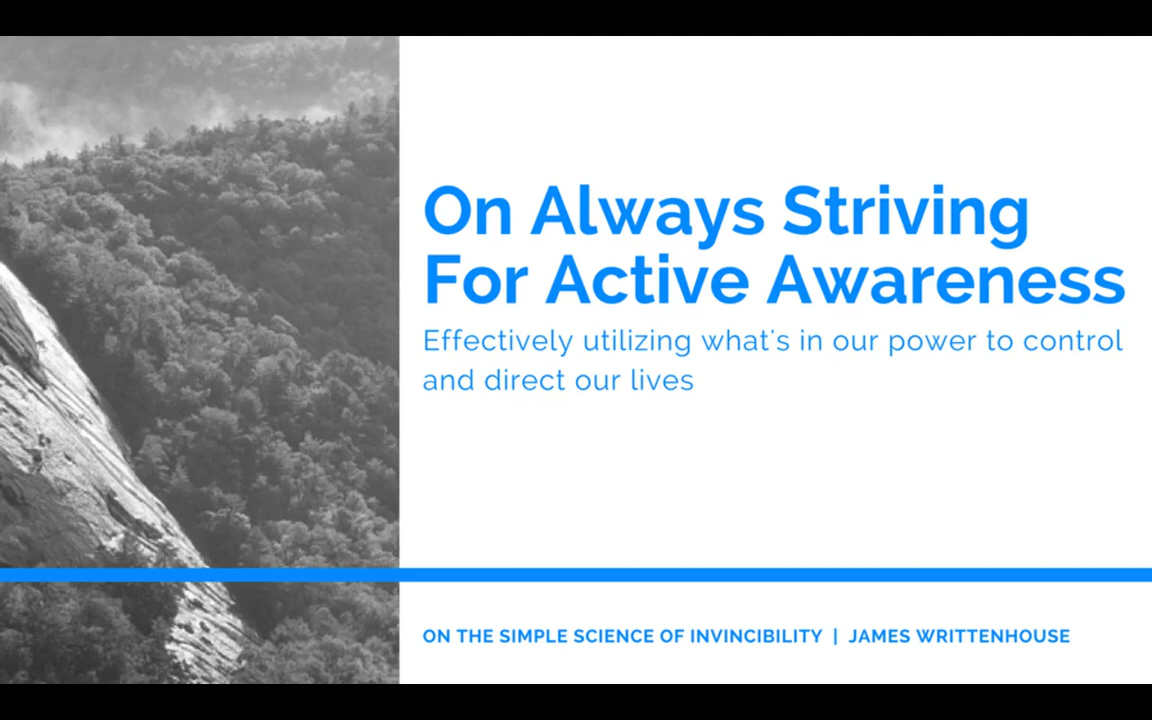 On Always Striving
For Active Awareness
Effectively utilizing what's in our power to control
and direct our lives
ON THE SIMPLE SCIENCE OF INVINCIBILITY | JAMES WRITTENHOUSE